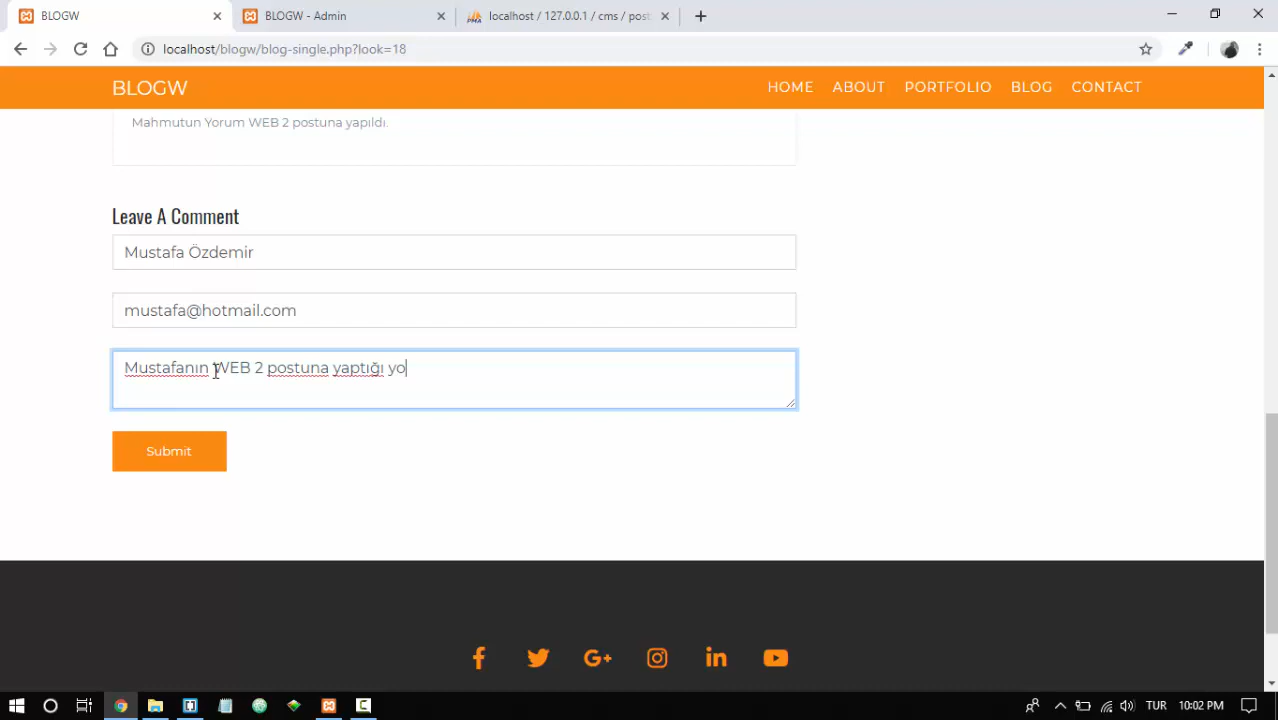 BLOGW
BLOGW - Admin
localhost / 127.0.0.1 / cms / post
localhost/blogw/blog-single.php?look=18
BLOGW
HOME
ABOUT
PORTFOLIO
BLOG
CONTACT
Mahmutun Yorum WEB 2 postuna yapıldı.
Leave A Comment
Mustafa Özdemir
mustafa@hotmail.com
Mustafanın WEB 2 postuna yaptığı yo
Submit
TUR
10:02 PM